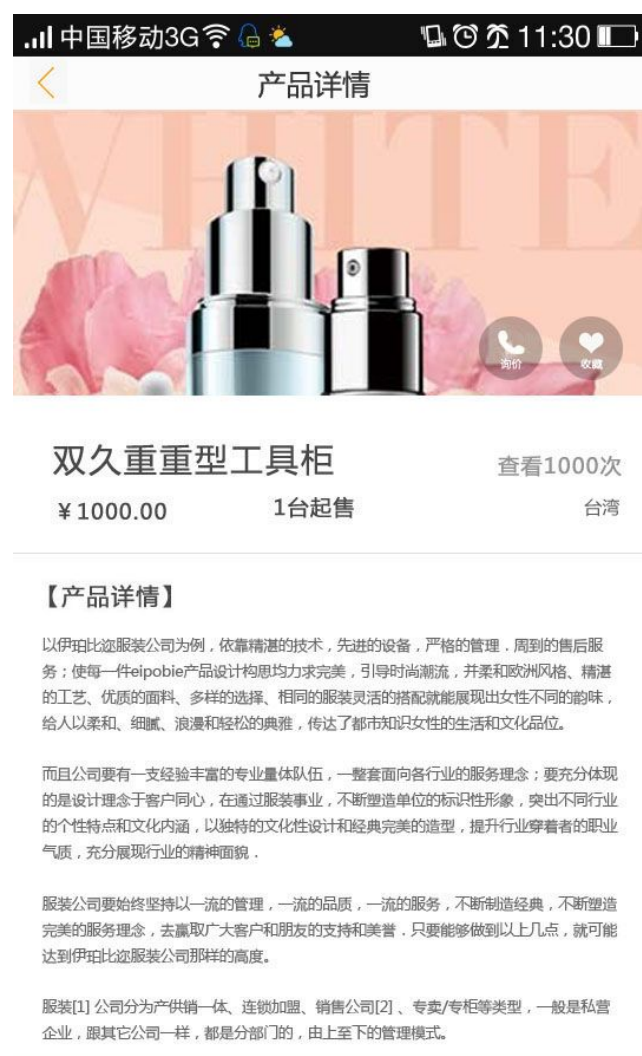 中国移动3G 11:30
产品详情
WHITE
询价 收藏
双久重重型工具柜 查看1000次
¥1000.00 1台起售 台湾
【产品详情】
以伊珀比迩服装公司为例，依靠精湛的技术，先进的设备，严格的管理．周到的售后服
务；使每一件eipobie产品设计构思均力求完美，引导时尚潮流，并柔和欧洲风格、精湛
的工艺、优质的面料、多样的选择、相同的服装灵活的搭配就能展现出女性不同的韵味，
给人以柔和、细腻、浪漫和轻松的典雅，传达了都市知识女性的生活和文化品位。
而且公司要有一支经验丰富的专业量体队伍，一整套面向各行业的服务理念；要充分体现
的是设计理念于客户同心，在通过服装事业，不断塑造单位的标识性形象，突出不同行业
的个性特点和文化内涵，以独特的文化性设计和经典完美的造型，提升行业穿着者的职业
气质，充分展现行业的精神面貌．
服装公司要始终坚持以一流的管理，一流的品质，一流的服务，不断制造经典，不断塑造
完美的服务理念，去赢取广大客户和朋友的支持和美誉．只要能够做到以上几点，就可能
达到伊珀比迩服装公司那样的高度。
服装[1] 公司分为产供销一体、连锁加盟、销售公司[2] 、专卖/专柜等类型，一般是私营
企业，跟其它公司一样，都是分部门的，由上至下的管理模式。